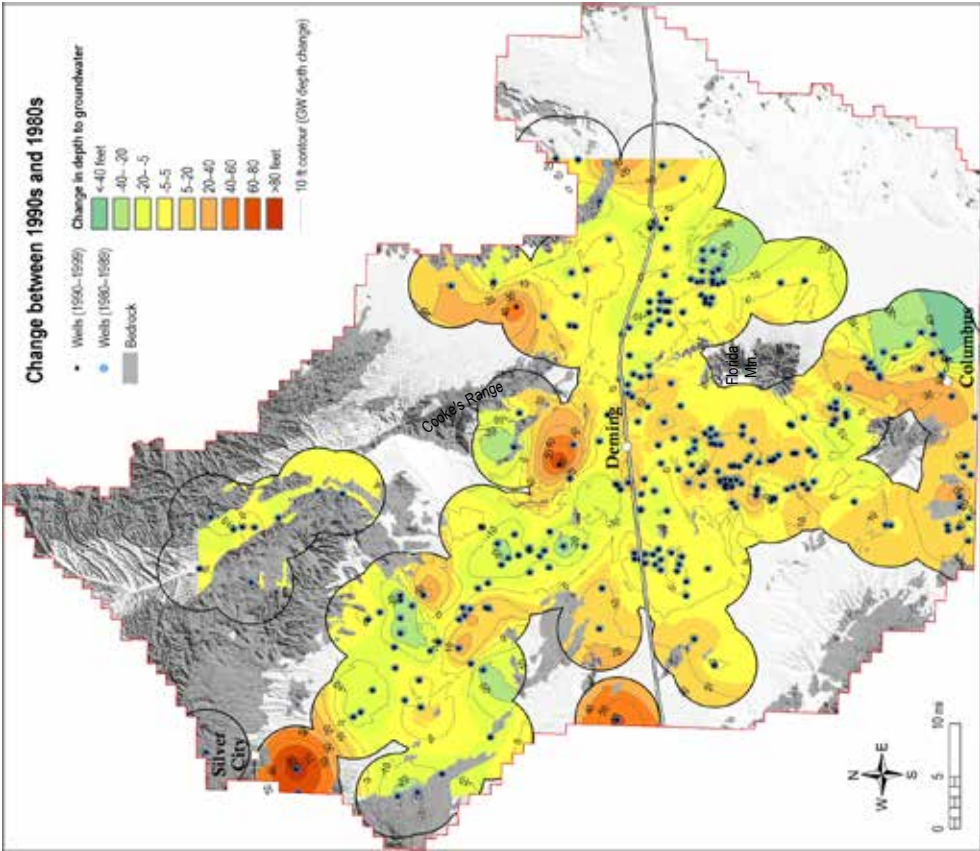 Change between 1990s and 1980s
Wells (1990–1999)
Wells (1980–1989)
Bedrock
Change in depth to groundwater
<-40 feet
-40– -20
-20– -5
-5–5
5–20
20–40
40–60
60–80
>80 feet
10 ft contour (GW depth change)
Silver
City
Cooke's Range
Deming
Florida
Mtn.
Columbus
N
W
E
S
0
5
10 mi